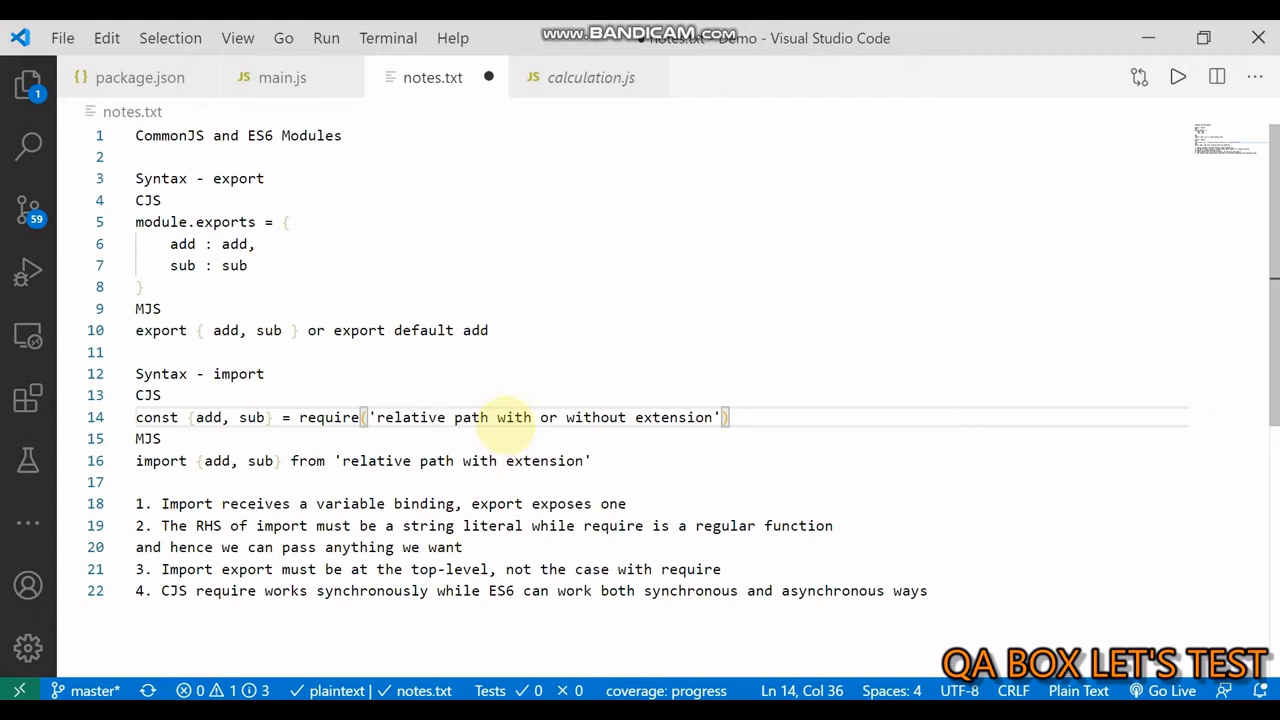 www.BANDICAM.com
File Edit Selection View Go Run Terminal Help notes.txt - Demo - Visual Studio Code
package.json JS main.js notes.txt JS calculation.js
notes.txt
1 CommonJS and ES6 Modules
2
3 Syntax - export
4 CJS
5 module.exports = {
6 add : add,
7 sub : sub
8 }
9 MJS
10 export { add, sub } or export default add
11
12 Syntax - import
13 CJS
14 const {add, sub} = require('relative path with or without extension')
15 MJS
16 import {add, sub} from 'relative path with extension'
17
18 1. Import receives a variable binding, export exposes one
19 2. The RHS of import must be a string literal while require is a regular function
20 and hence we can pass anything we want
21 3. Import export must be at the top-level, not the case with require
22 4. CJS require works synchronously while ES6 can work both synchronous and asynchronous ways
1
59
QA BOX LET'S TEST
master* 0 1 3 plaintext notes.txt Tests 0 0 coverage: progress Ln 14, Col 36 Spaces: 4 UTF-8 CRLF Plain Text Go Live